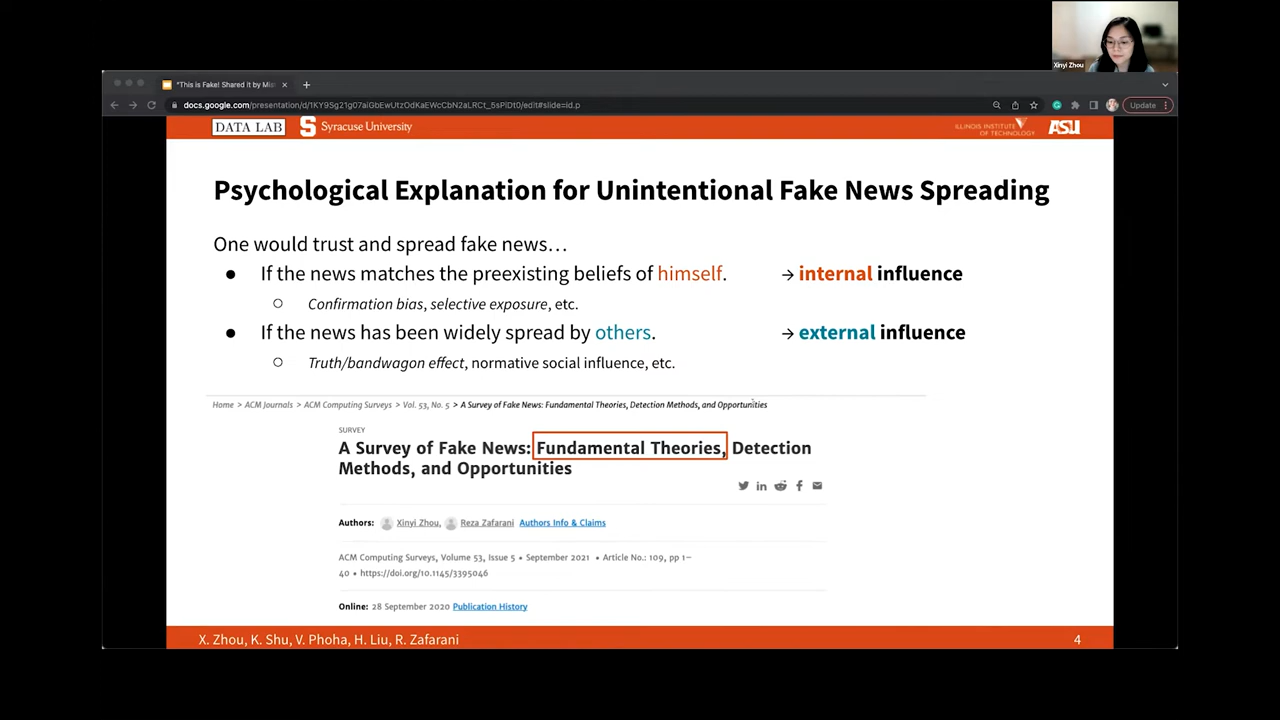 Xinyi Zhou
"This is Fake! Shared It by Mis
docs.google.com/presentation/d/1KY9Sg21g07aiGbEwUtzOdKaEWcCbN2aLRCt_5sPlDt0/edit#slide=id.p
Update
DATA LAB S Syracuse University
ILLINOIS INSTITUTE OF TECHNOLOGY ASU
Psychological Explanation for Unintentional Fake News Spreading
One would trust and spread fake news…
● If the news matches the preexisting beliefs of himself. → internal influence
○ Confirmation bias, selective exposure, etc.
● If the news has been widely spread by others. → external influence
○ Truth/bandwagon effect, normative social influence, etc.
Home > ACM Journals > ACM Computing Surveys > Vol. 53, No. 5 > A Survey of Fake News: Fundamental Theories, Detection Methods, and Opportunities
SURVEY
A Survey of Fake News: Fundamental Theories, Detection
Methods, and Opportunities
Authors: Xinyi Zhou, Reza Zafarani Authors Info & Claims
ACM Computing Surveys, Volume 53, Issue 5 • September 2021 • Article No.: 109, pp 1–
40 • https://doi.org/10.1145/3395046
Online: 28 September 2020 Publication History
X. Zhou, K. Shu, V. Phoha, H. Liu, R. Zafarani 4